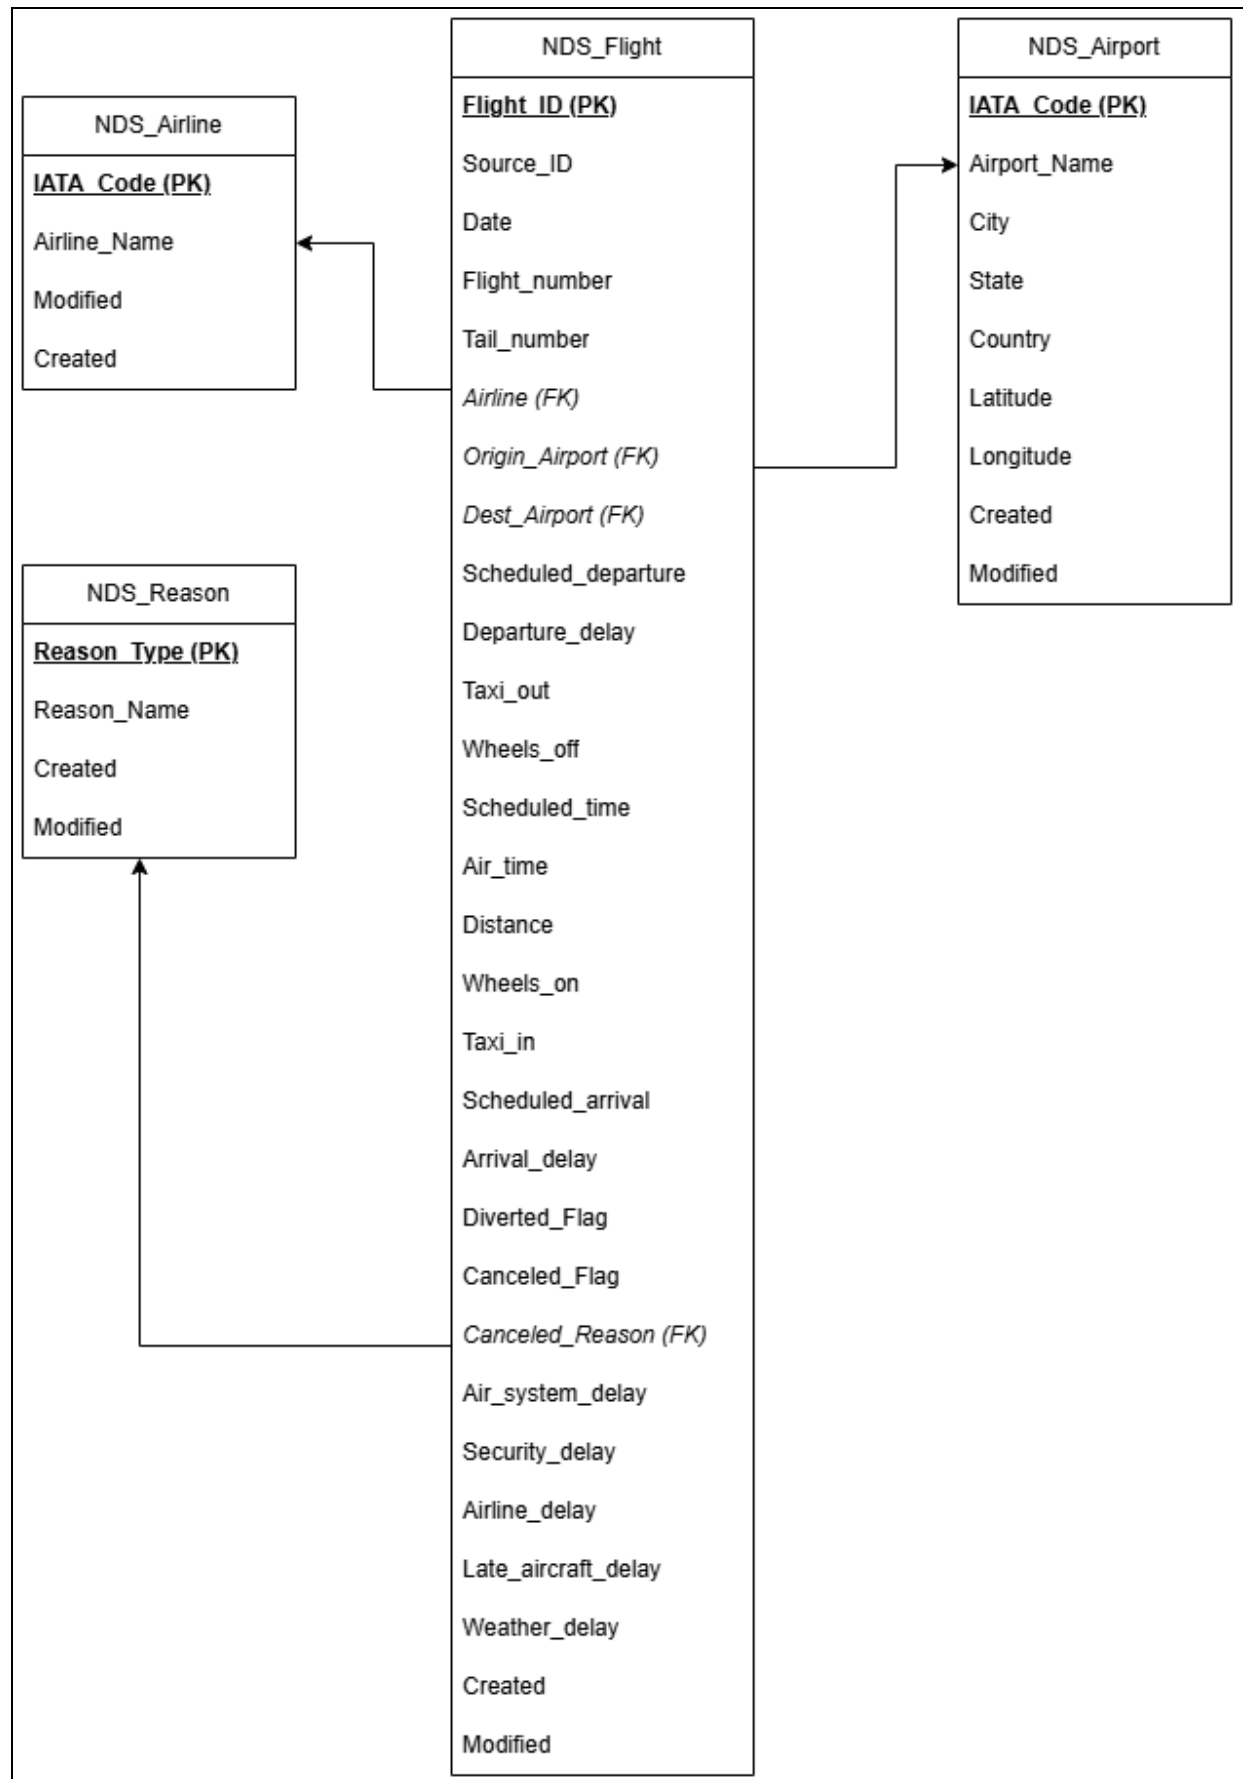 NDS_Airline
IATA_Code (PK)
Airline_Name
Modified
Created
NDS_Reason
Reason_Type (PK)
Reason_Name
Created
Modified
NDS_Flight
Flight_ID (PK)
Source_ID
Date
Flight_number
Tail_number
Airline (FK)
Origin_Airport (FK)
Dest_Airport (FK)
Scheduled_departure
Departure_delay
Taxi_out
Wheels_off
Scheduled_time
Air_time
Distance
Wheels_on
Taxi_in
Scheduled_arrival
Arrival_delay
Diverted_Flag
Canceled_Flag
Canceled_Reason (FK)
Air_system_delay
Security_delay
Airline_delay
Late_aircraft_delay
Weather_delay
Created
Modified
NDS_Airport
IATA_Code (PK)
Airport_Name
City
State
Country
Latitude
Longitude
Created
Modified